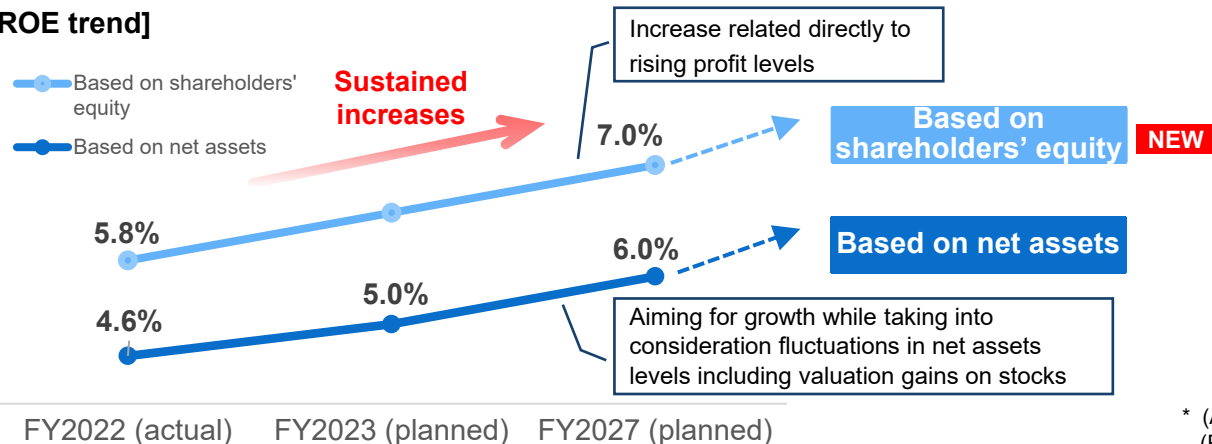 ROE trend]
Based on shareholders'
equity
Based on net assets
Sustained
increases
Increase related directly to
rising profit levels
7.0%
Based on
shareholders’ equity
NEW
5.8%
6.0%
Based on net assets
5.0%
4.6%
Aiming for growth while taking into
consideration fluctuations in net assets
levels including valuation gains on stocks
FY2022 (actual) FY2023 (planned) FY2027 (planned)
*